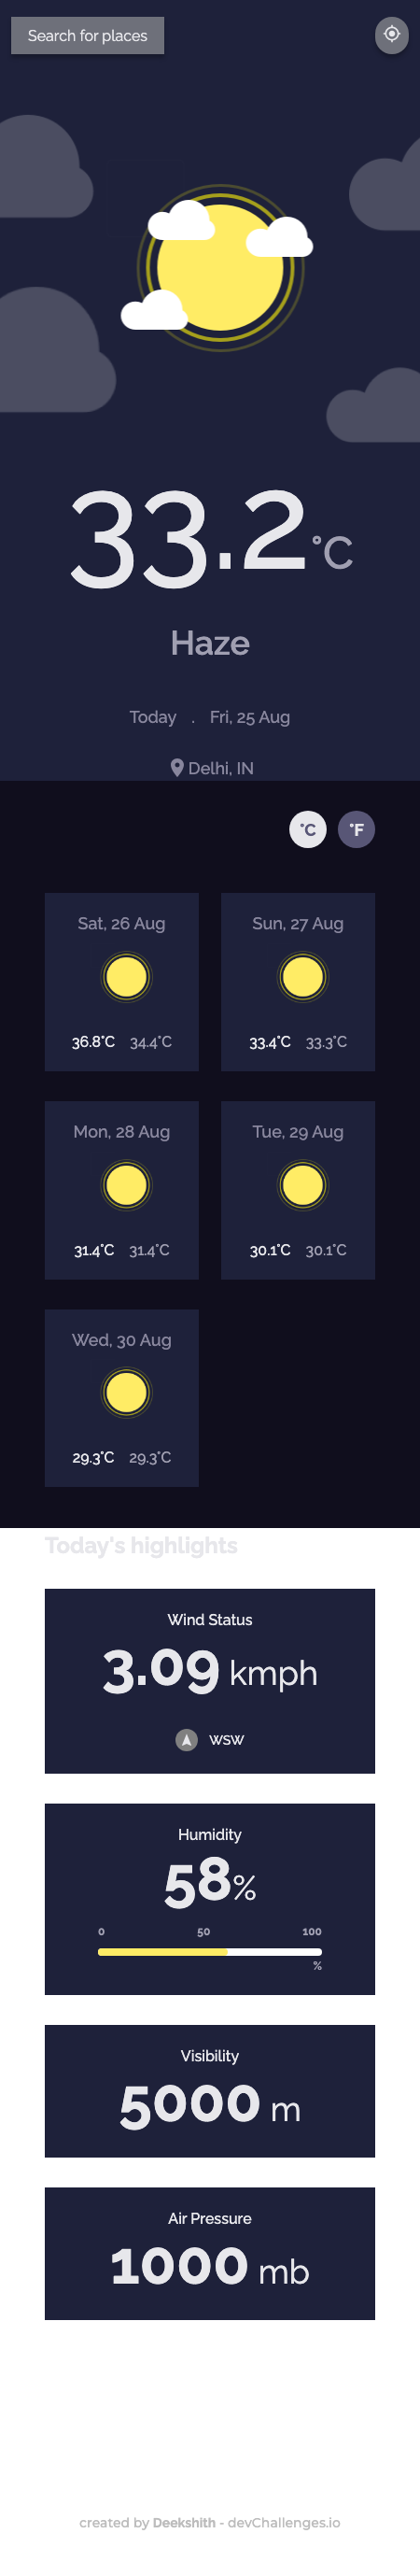 Search for places
33.2°C
Haze
Today . Fri, 25 Aug
Delhi, IN
°C °F
Sat, 26 Aug
36.8°C 34.4°C
Sun, 27 Aug
33.4°C 33.3°C
Mon, 28 Aug
31.4°C 31.4°C
Tue, 29 Aug
30.1°C 30.1°C
Wed, 30 Aug
29.3°C 29.3°C
Today's highlights
Wind Status
3.09 kmph
WSW
Humidity
58%
0 50 100
%
Visibility
5000 m
Air Pressure
1000 mb
created by Deekshith - devChallenges.io